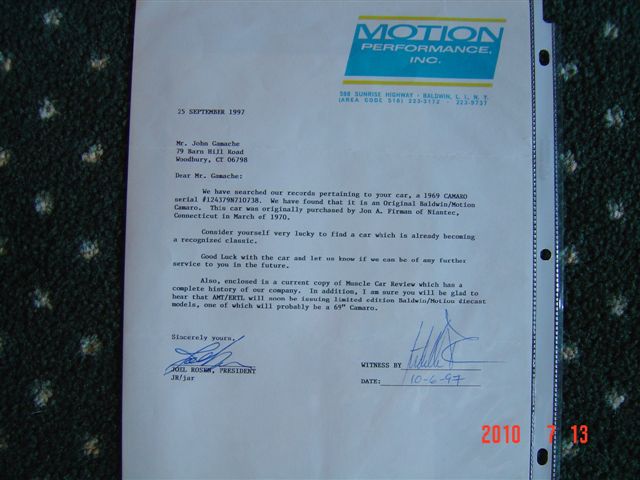 MOTION
PERFORMANCE,
INC.
598 SUNRISE HIGHWAY - BALDWIN, L. I., N. Y.
(AREA CODE 516) 223-3172 - 223-9737
25 SEPTEMBER 1997
Mr. John Gamache
79 Barn Hill Road
Woodbury, CT 06798
Dear Mr. Gamache:
We have searched our records pertaining to your car, a 1969 CAMARO
serial #124379N710738. We have found that it is an Original Baldwin/Motion
Camaro. This car was originally purchased by Jon A. Firman of Niantec,
Connecticut in March of 1970.
Consider yourself very lucky to find a car which is already becoming
a recognized classic.
Good Luck with the car and let us know if we can be of any further
service to you in the future.
Also, enclosed is a current copy of Muscle Car Review which has a
complete history of our company. In addition, I am sure you will be glad to
hear that AMT/ERTL will soon be issuing limited edition Baldwin/Motion diecast
models, one of which will probably be a 69" Camaro.
Sincerely yours,
JOEL ROSEN, PRESIDENT
JR/jar
WITNESS BY
DATE: 10-6-97
2010 7 13